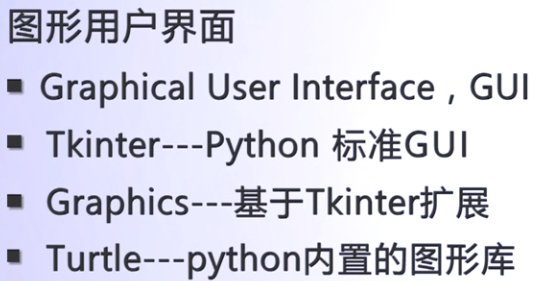 图形用户界面
▪ Graphical User Interface，GUI
▪ Tkinter---Python 标准GUI
▪ Graphics---基于Tkinter扩展
▪ Turtle---python内置的图形库